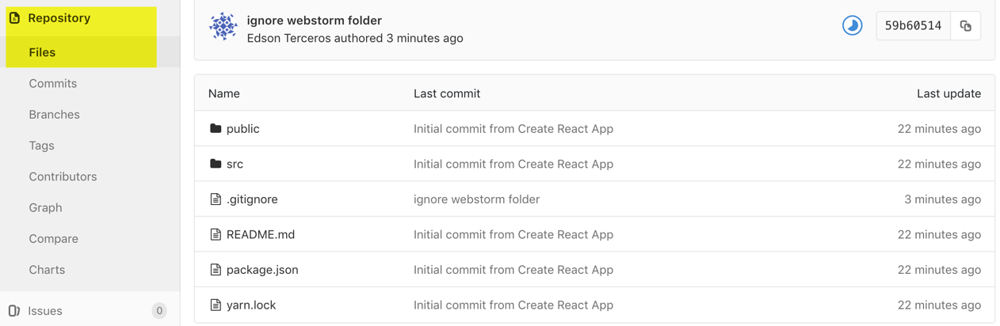 Repository
Files
Commits
Branches
Tags
Contributors
Graph
Compare
Charts
Issues 0
ignore webstorm folder
Edson Terceros authored 3 minutes ago
59b60514
Name Last commit Last update
public Initial commit from Create React App 22 minutes ago
src Initial commit from Create React App 22 minutes ago
.gitignore ignore webstorm folder 3 minutes ago
README.md Initial commit from Create React App 22 minutes ago
package.json Initial commit from Create React App 22 minutes ago
yarn.lock Initial commit from Create React App 22 minutes ago